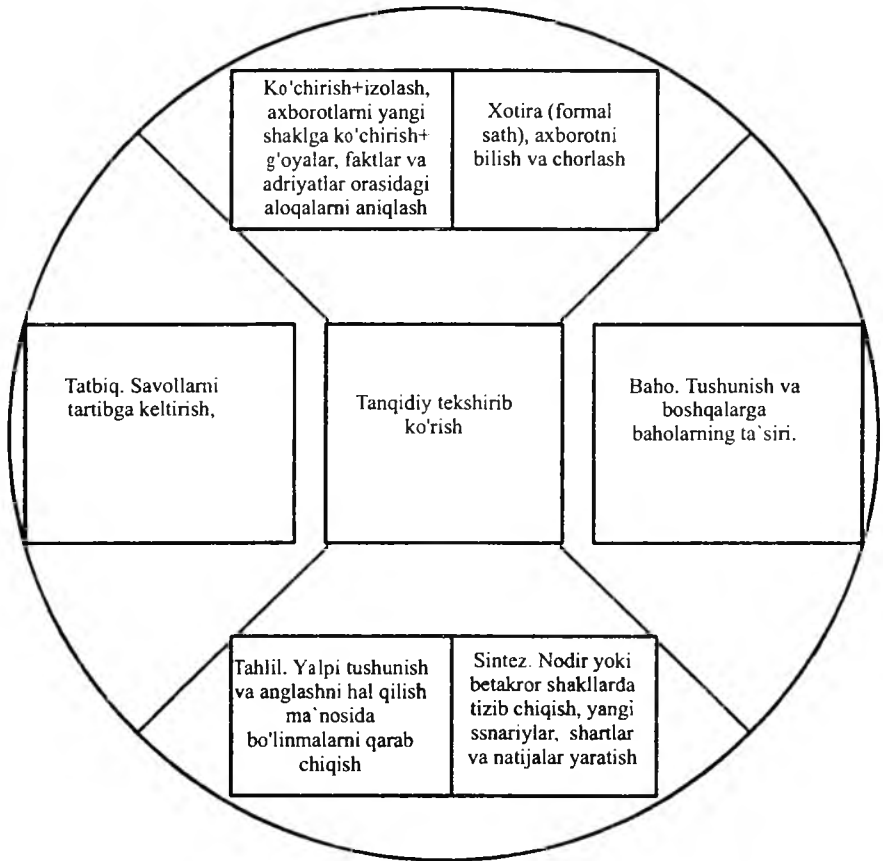 Ko'chirish+izolash,
axborotlarni yangi
shaklga ko'chirish+
g'oyalar, faktlar va
adriyatlar orasidagi
aloqalarni aniqlash
Xotira (formal
sath), axborotni
bilish va chorlash
Tatbiq. Savollarni
tartibga keltirish,
Tanqidiy tekshirib
ko'rish
Baho. Tushunish va
boshqalarga
baholarning ta`siri.
Tahlil. Yalpi tushunish
va anglashni hal qilish
ma`nosida
bo'linmalarni qarab
chiqish
Sintez. Nodir yoki
betakror shakllarda
tizib chiqish, yangi
ssnariylar, shartlar
va natijalar yaratish